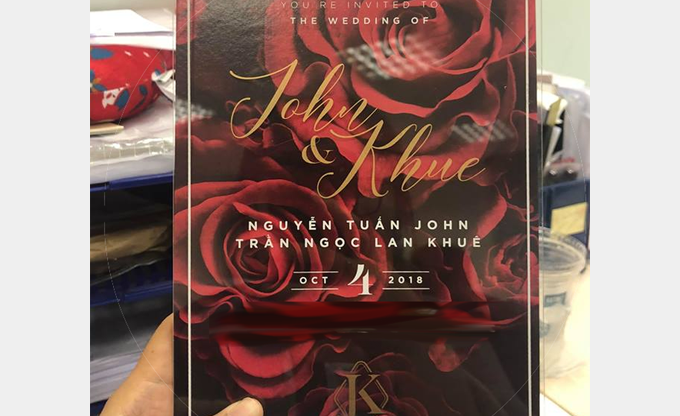 YOU'RE INVITED TO
THE WEDDING OF
John
& Khue
NGUYỄN TUẤN JOHN
TRẦN NGỌC LAN KHUÊ
OCT 4 2018
JK